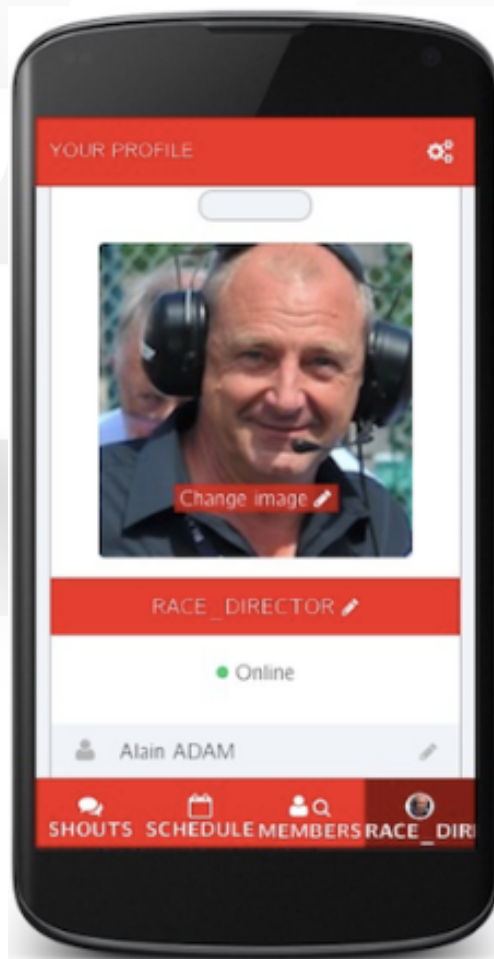 YOUR PROFILE
Change image
RACE_DIRECTOR
Online
Alain ADAM
SHOUTS SCHEDULE MEMBERS RACE_DIR